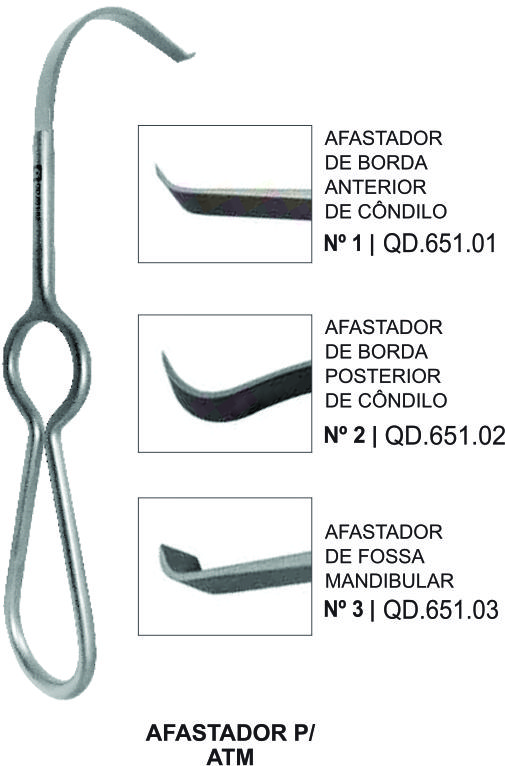 AFASTADOR
DE BORDA
ANTERIOR
DE CÔNDILO
Nº 1 | QD.651.01
AFASTADOR
DE BORDA
POSTERIOR
DE CÔNDILO
Nº 2 | QD.651.02
AFASTADOR
DE FOSSA
MANDIBULAR
Nº 3 | QD.651.03
AFASTADOR P/
ATM